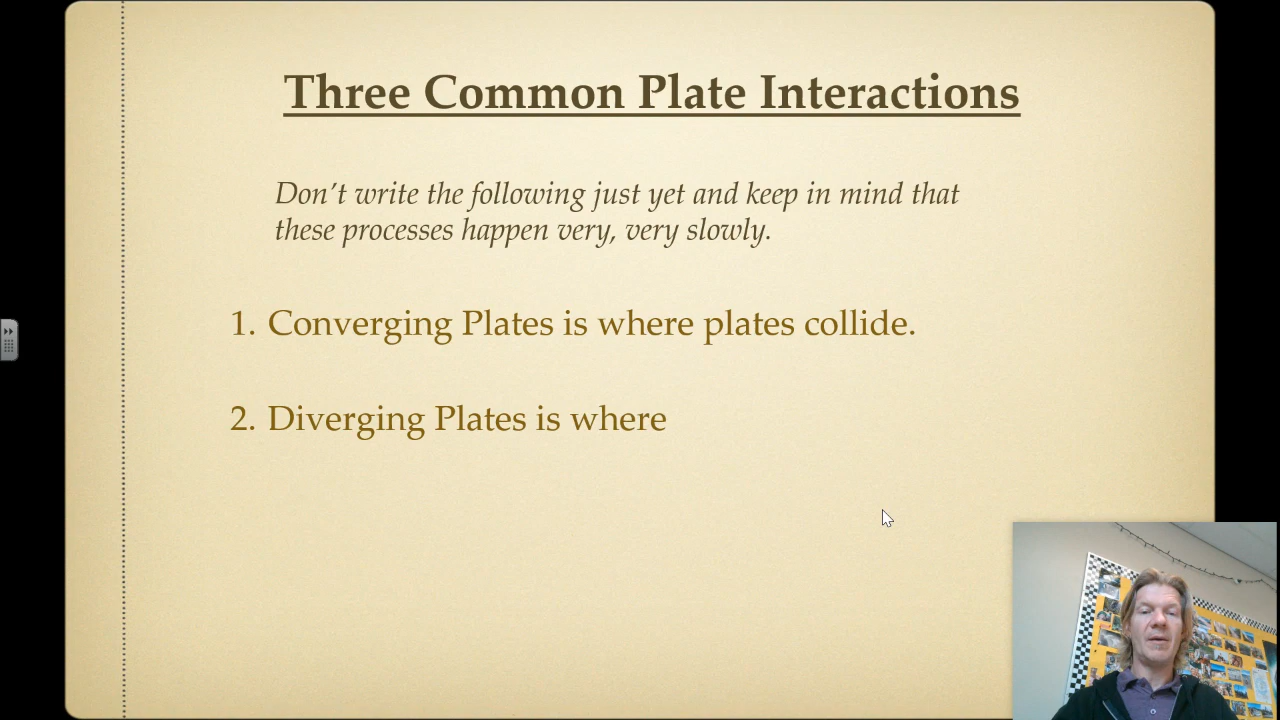 Three Common Plate Interactions
Don’t write the following just yet and keep in mind that
these processes happen very, very slowly.
1. Converging Plates is where plates collide.
2. Diverging Plates is where